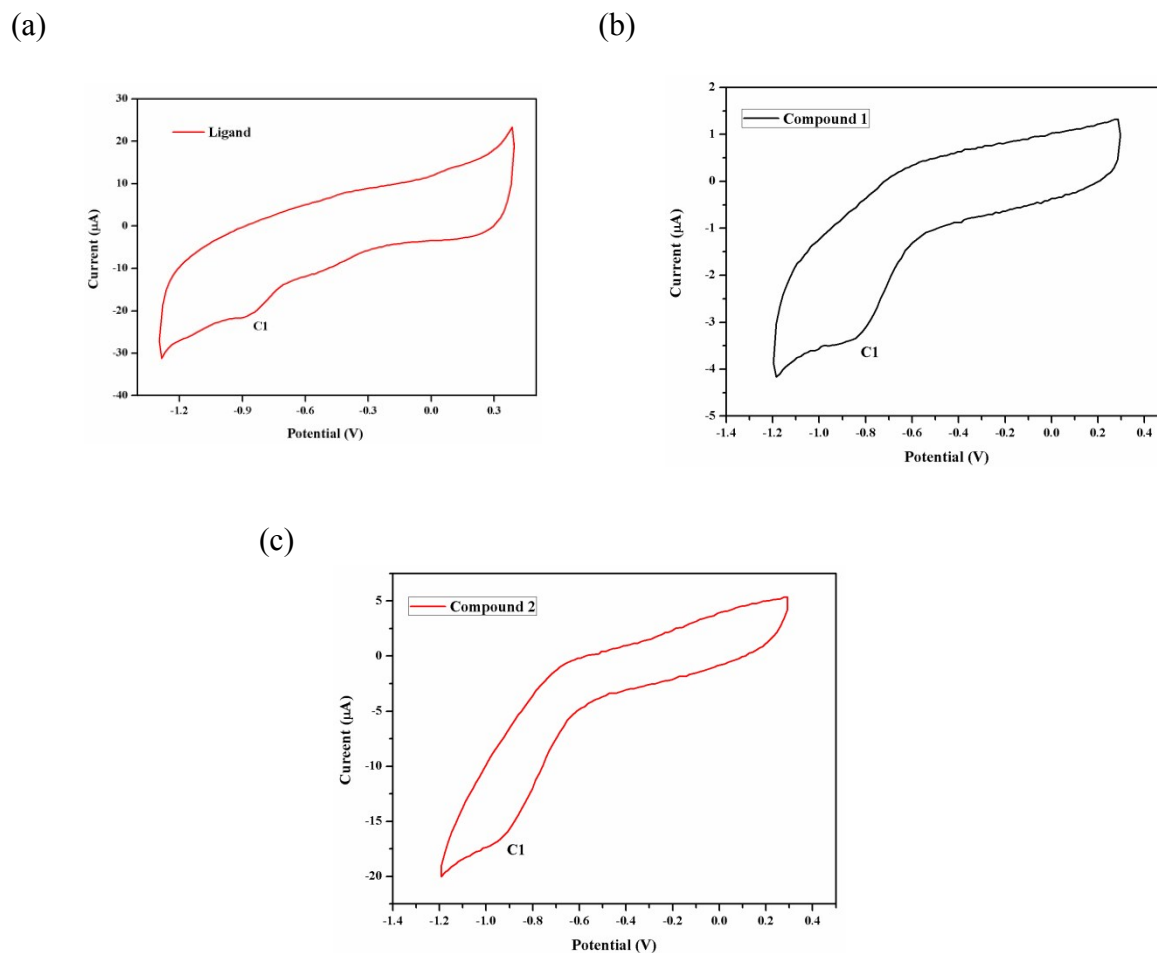 (a)
30
20
10
0
-10
-20
-30
-40
Ligand
C1
-1.2 -0.9 -0.6 -0.3 0.0 0.3
Current (µA)
Potential (V)
(b)
2
1
0
-1
-2
-3
-4
-5
Compound 1
C1
-1.4 -1.2 -1.0 -0.8 -0.6 -0.4 -0.2 0.0 0.2 0.4
Current (µA)
Potential (V)
(c)
5
0
-5
-10
-15
-20
Compound 2
C1
-1.4 -1.2 -1.0 -0.8 -0.6 -0.4 -0.2 0.0 0.2 0.4
Cureent (µA)
Potential (V)